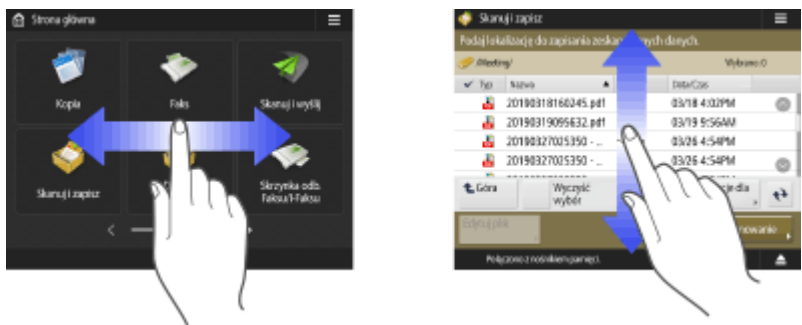 Strona główna
Kopia
Faks
Skanuj i wyślij
Skanuj i zapisz
Skrzynka odb.
Faksu/I-Faksu
Skanuj i zapisz
Podaj lokalizację do zapisania danych.
/Meeting/
Wybrano:0
Typ Nazwa Data/Czas
20190318160245.pdf 03/18 4:02PM
20190319095632.pdf 03/19 9:56AM
20190327025350 - ... 03/26 4:54PM
20190327025350 - ... 03/26 4:54PM
Góra
Wyczyść
wybór
dla
Edytuj plik
Połączono z nośnikiem pamięci.